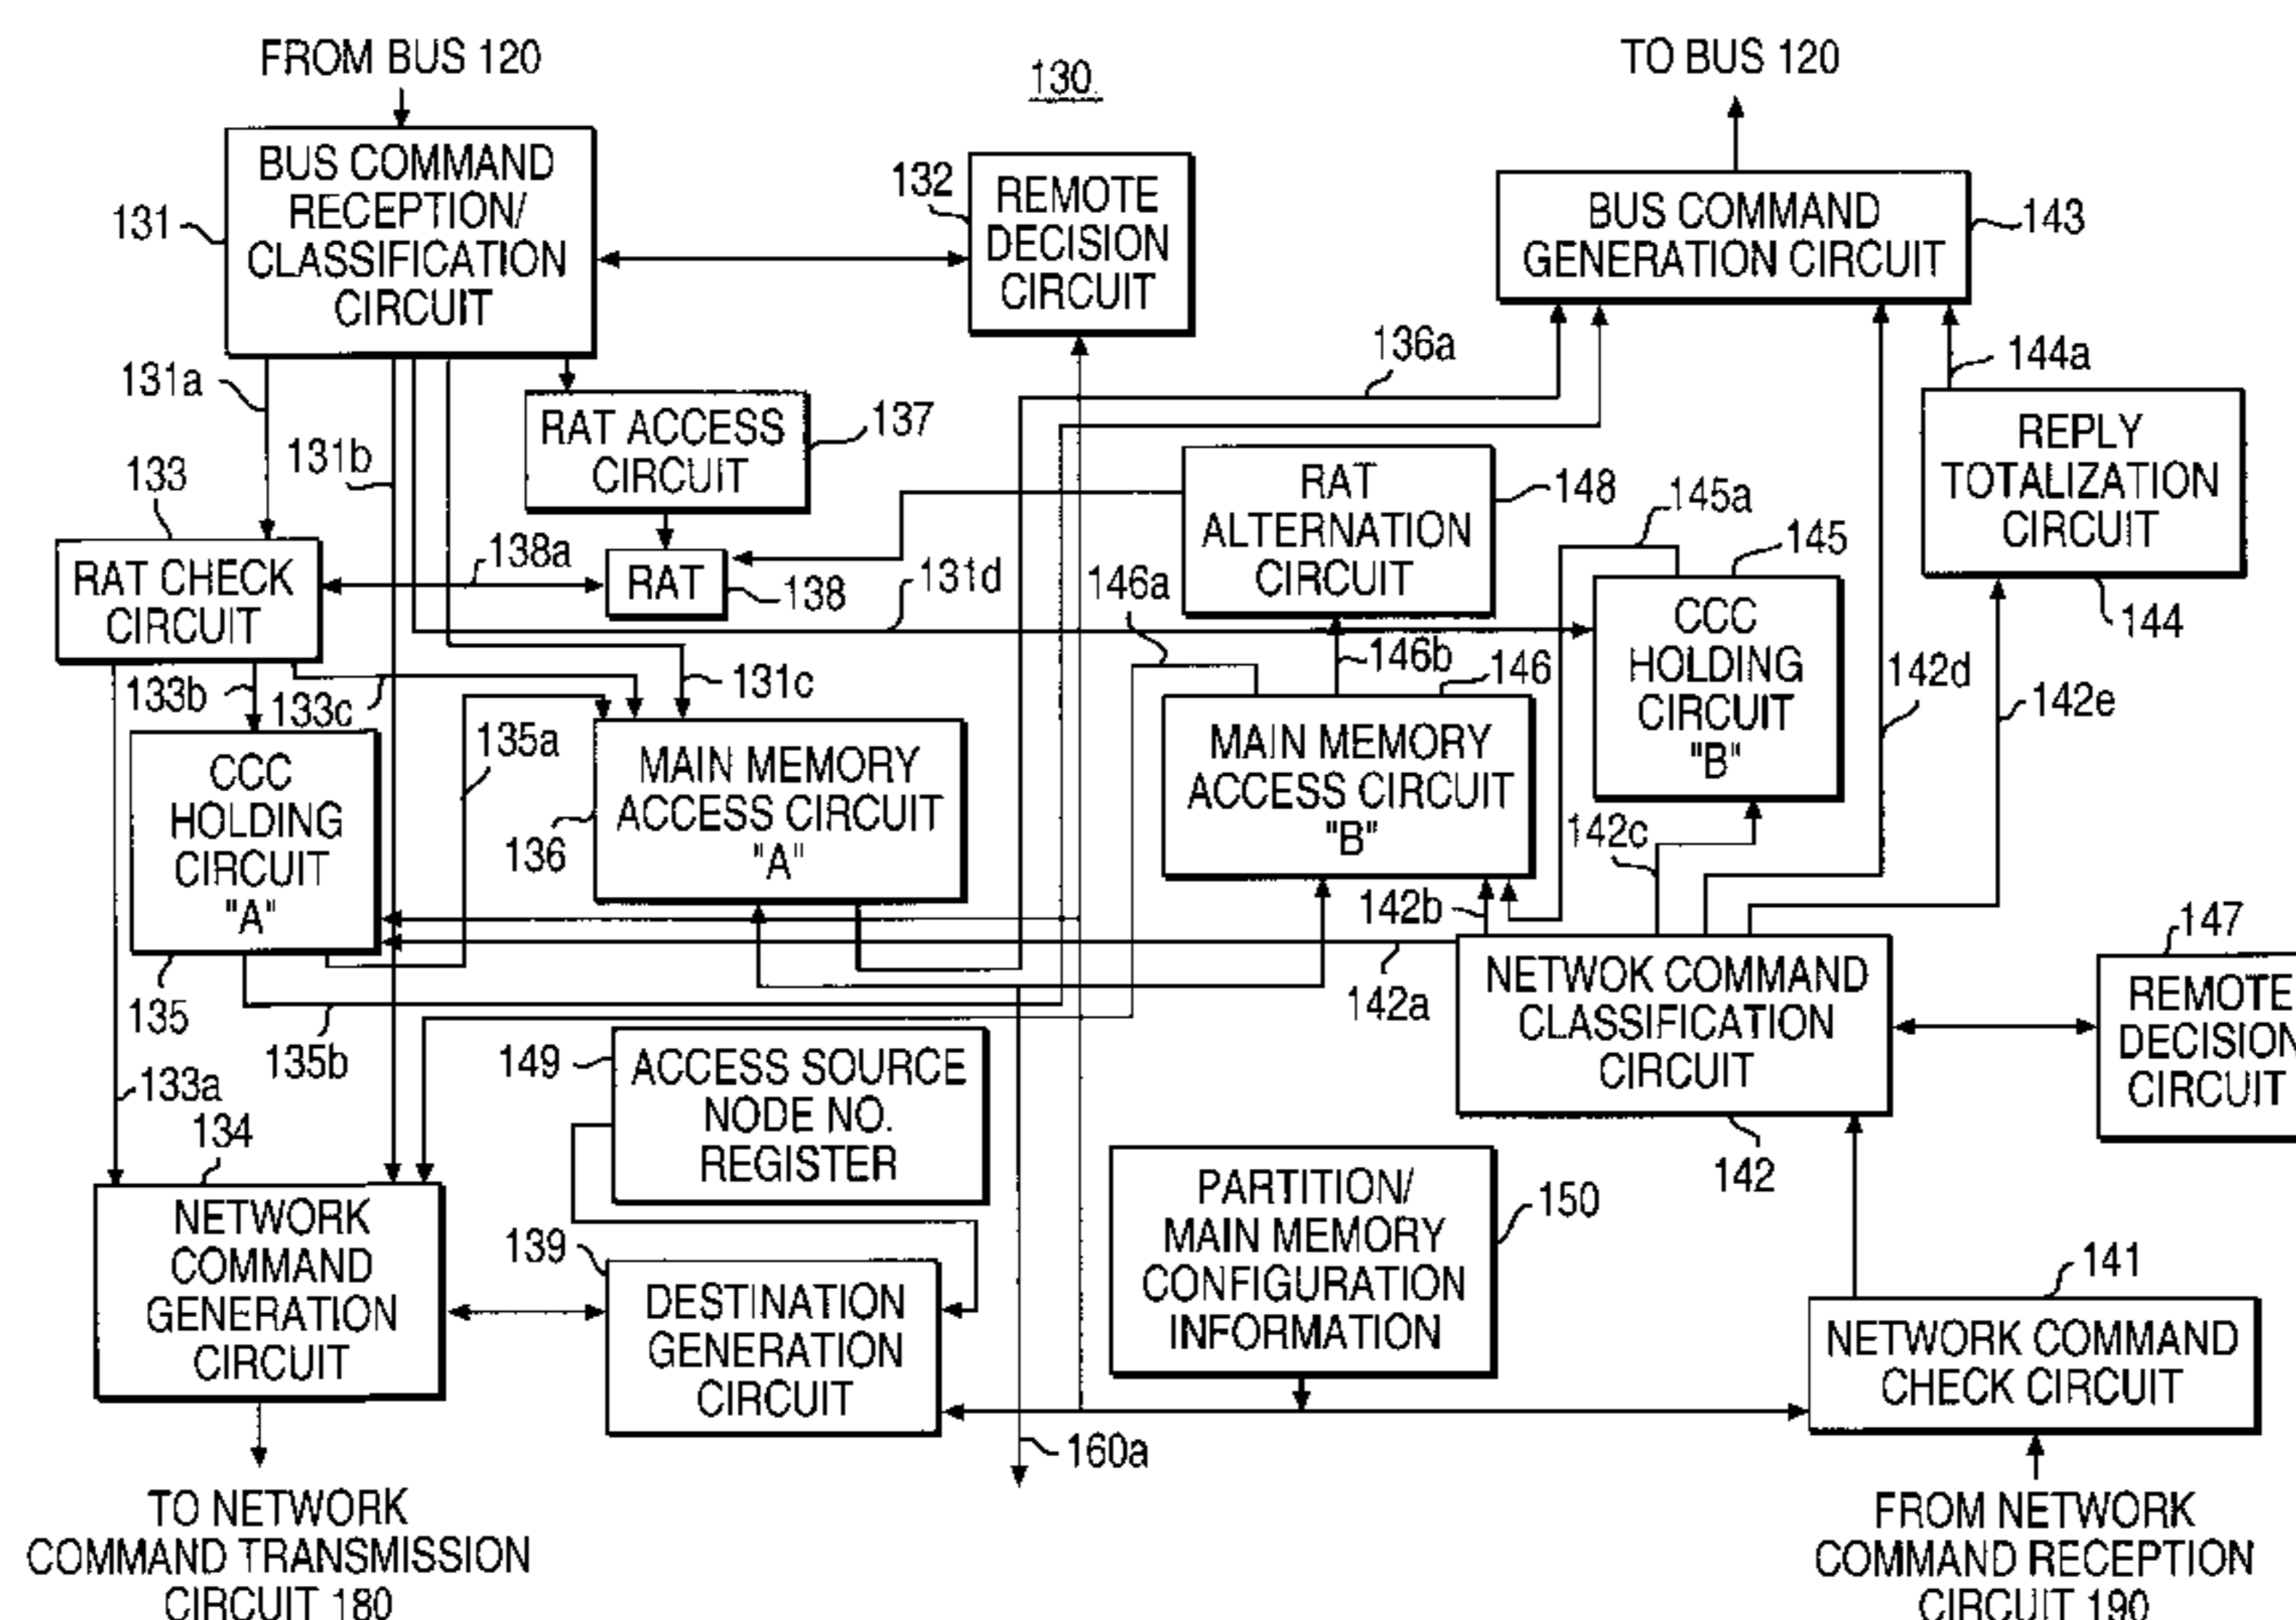 FROM BUS 120
130
TO BUS 120
BUS COMMAND
RECEPTION/
CLASSIFICATION
CIRCUIT
131
132
REMOTE
DECISION
CIRCUIT
BUS COMMAND
GENERATION CIRCUIT
143
131a
136a
144a
RAT ACCESS
CIRCUIT
137
131b
133
RAT CHECK
CIRCUIT
138a
RAT
138
131d
RAT
ALTERNATION
CIRCUIT
148
145a
145
CCC
HOLDING
CIRCUIT
"B"
REPLY
TOTALIZATION
CIRCUIT
144
133b
133c
131c
146a
146b
146
142d
142e
CCC
HOLDING
CIRCUIT
"A"
135
135a
MAIN MEMORY
ACCESS CIRCUIT
"A"
136
MAIN MEMORY
ACCESS CIRCUIT
"B"
142c
142b
142a
135b
133a
NETWOK COMMAND
CLASSIFICATION
CIRCUIT
142
147
REMOTE
DECISION
CIRCUIT
149
ACCESS SOURCE
NODE NO.
REGISTER
134
NETWORK
COMMAND
GENERATION
CIRCUIT
139
DESTINATION
GENERATION
CIRCUIT
PARTITION/
MAIN MEMORY
CONFIGURATION
INFORMATION
150
141
NETWORK COMMAND
CHECK CIRCUIT
160a
TO NETWORK
COMMAND TRANSMISSION
CIRCUIT 180
FROM NETWORK
COMMAND RECEPTION
CIRCUIT 190